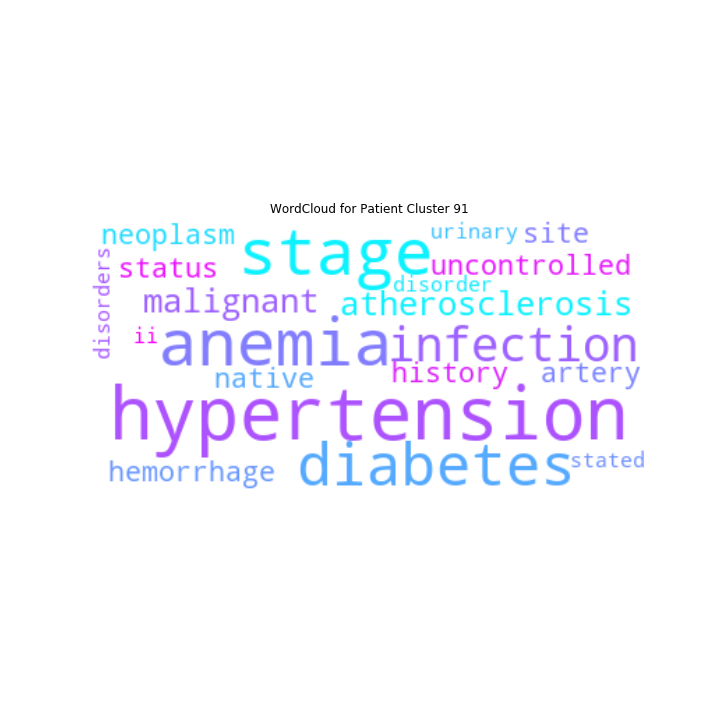 WordCloud for Patient Cluster 91
neoplasm
stage
urinary
site
disorders
status
uncontrolled
disorder
malignant
atherosclerosis
ii
anemia
infection
native
history
artery
hypertension
hemorrhage
diabetes
stated